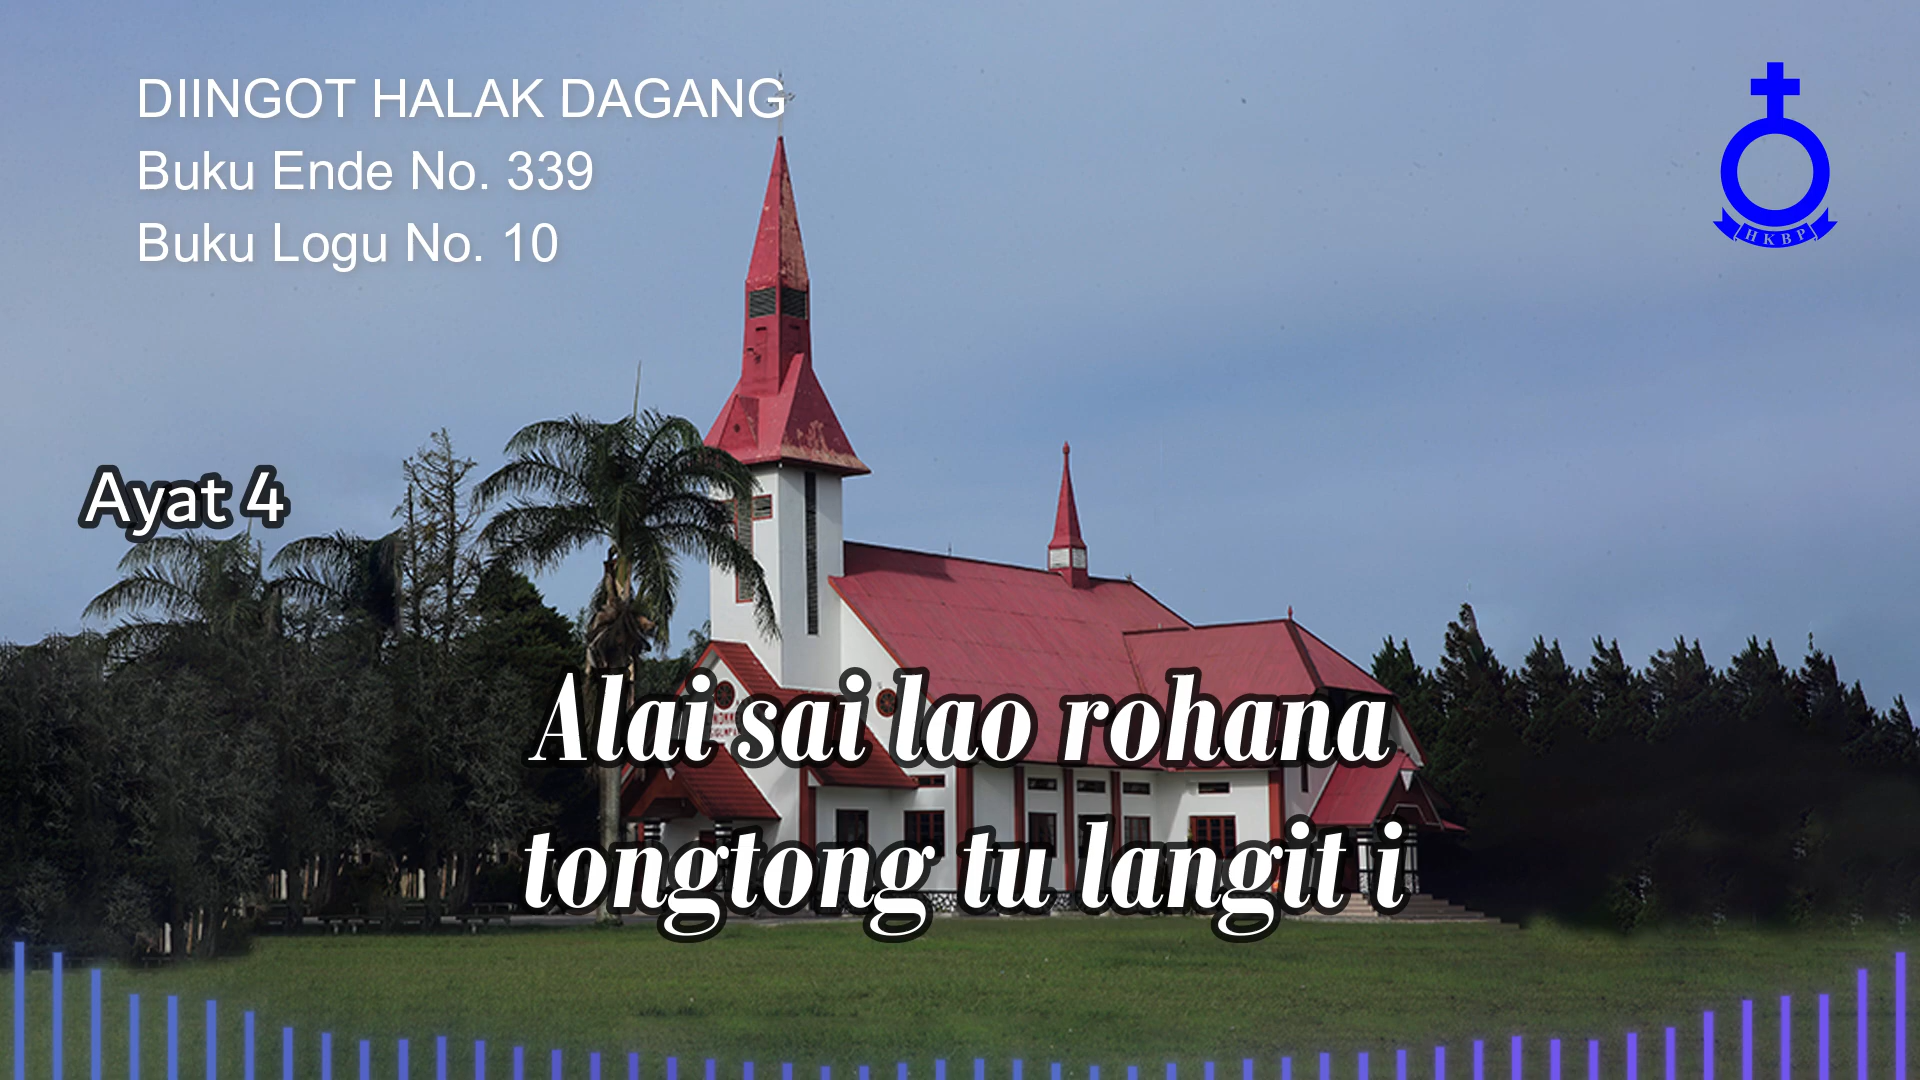 DIINGOT HALAK DAGANG
Buku Ende No. 339
Buku Logu No. 10
HKBP
Ayat 4
Alai sai lao rohana
tongtong tu langit i